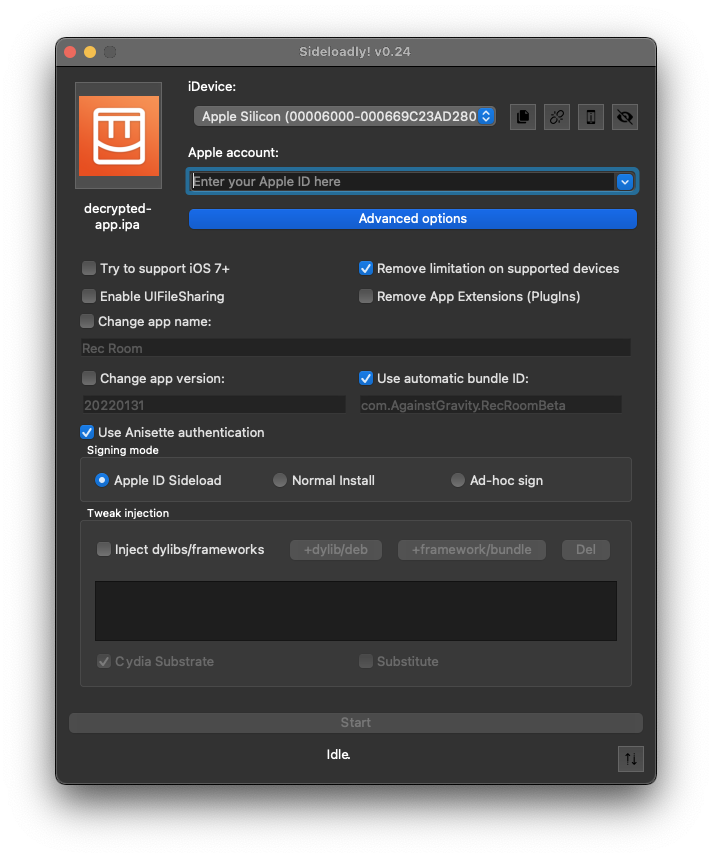 Sideloadly! v0.24
iDevice:
Apple Silicon (00006000-000669C23AD280
Apple account:
Enter your Apple ID here
decrypted-
app.ipa
Advanced options
Try to support iOS 7+
Remove limitation on supported devices
Enable UIFileSharing
Remove App Extensions (PlugIns)
Change app name:
Rec Room
Change app version:
Use automatic bundle ID:
20220131
com.AgainstGravity.RecRoomBeta
Use Anisette authentication
Signing mode
Apple ID Sideload
Normal Install
Ad-hoc sign
Tweak injection
Inject dylibs/frameworks
+dylib/deb
+framework/bundle
Del
Cydia Substrate
Substitute
Start
Idle.